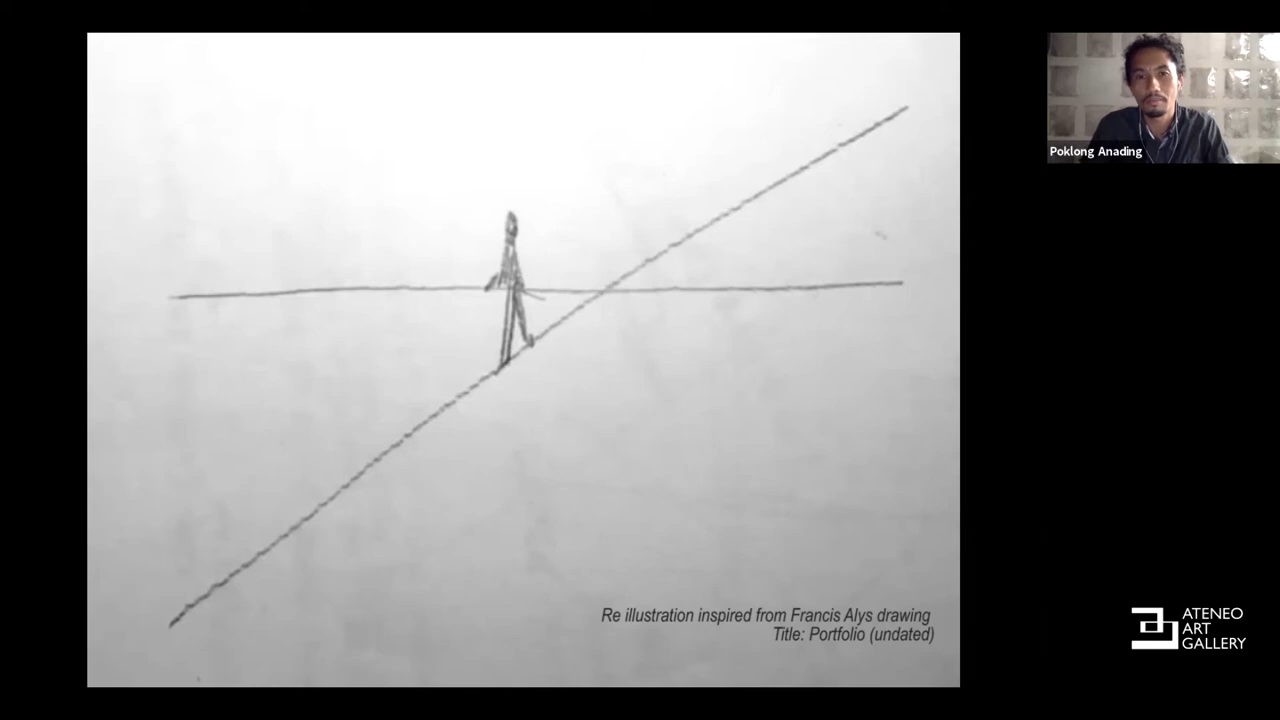 Poklong Anading
Re illustration inspired from Francis Alys drawing
Title: Portfolio (undated)
ATENEO
ART
GALLERY